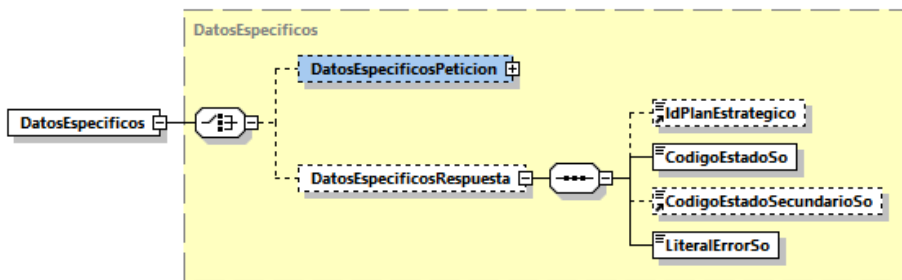 DatosEspecificos
DatosEspecificosPeticion
IdPlanEstrategico
DatosEspecificos
CodigoEstadoSo
DatosEspecificosRespuesta
CodigoEstadoSecundarioSo
LiteralErrorSo